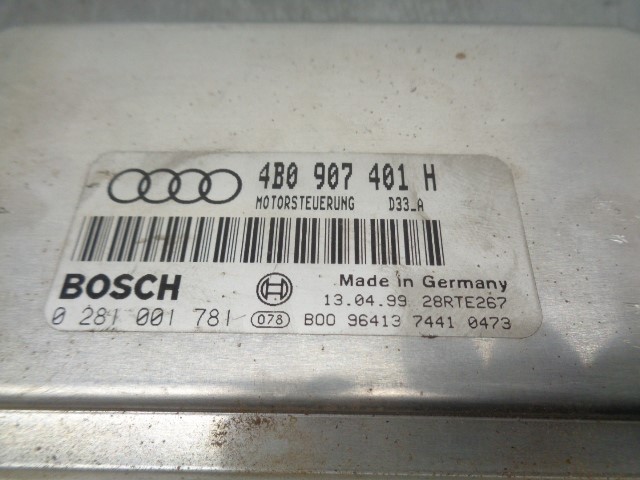 4B0 907 401 H
MOTORSTEUERUNG D33_A
BOSCH
Made in Germany
13.04.99 28RTE267
0 281 001 781 078 B00 96413 7441 0473